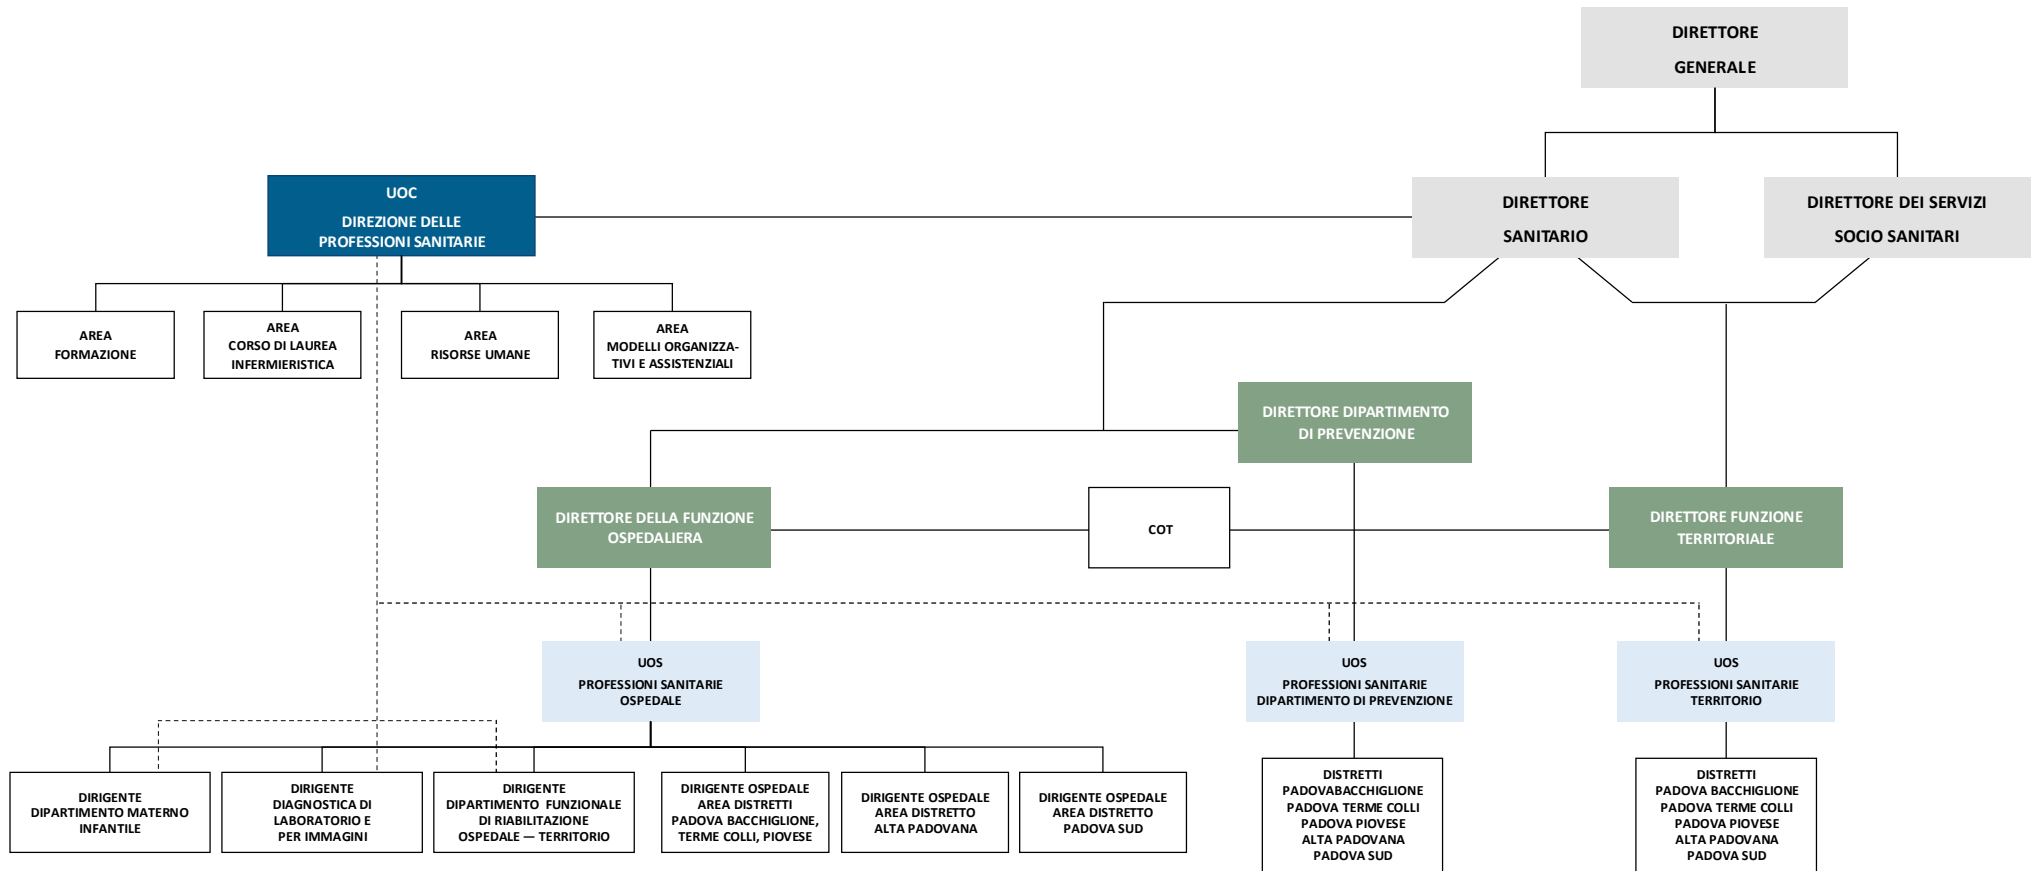 DIRETTORE
GENERALE
UOC
DIREZIONE DELLE
PROFESSIONI SANITARIE
DIRETTORE
SANITARIO
DIRETTORE DEI SERVIZI
SOCIO SANITARI
AREA
FORMAZIONE
AREA
CORSO DI LAUREA
INFERMIERISTICA
AREA
RISORSE UMANE
AREA
MODELLI ORGANIZZA-
TIVI E ASSISTENZIALI
DIRETTORE DIPARTIMENTO
DI PREVENZIONE
DIRETTORE DELLA FUNZIONE
OSPEDALIERA
COT
DIRETTORE FUNZIONE
TERRITORIALE
UOS
PROFESSIONI SANITARIE
OSPEDALE
UOS
PROFESSIONI SANITARIE
DIPARTIMENTO DI PREVENZIONE
UOS
PROFESSIONI SANITARIE
TERRITORIO
DIRIGENTE
DIPARTIMENTO MATERNO
INFANTILE
DIRIGENTE
DIAGNOSTICA DI
LABORATORIO E
PER IMMAGINI
DIRIGENTE
DIPARTIMENTO FUNZIONALE
DI RIABILITAZIONE
OSPEDALE — TERRITORIO
DIRIGENTE OSPEDALE
AREA DISTRETTI
PADOVA BACCHIGLIONE,
TERME COLLI, PIOVESE
DIRIGENTE OSPEDALE
AREA DISTRETTO
ALTA PADOVANA
DIRIGENTE OSPEDALE
AREA DISTRETTO
PADOVA SUD
DISTRETTI
PADOVABACCHIGLIONE
PADOVA TERME COLLI
PADOVA PIOVESE
ALTA PADOVANA
PADOVA SUD
DISTRETTI
PADOVA BACCHIGLIONE
PADOVA TERME COLLI
PADOVA PIOVESE
ALTA PADOVANA
PADOVA SUD